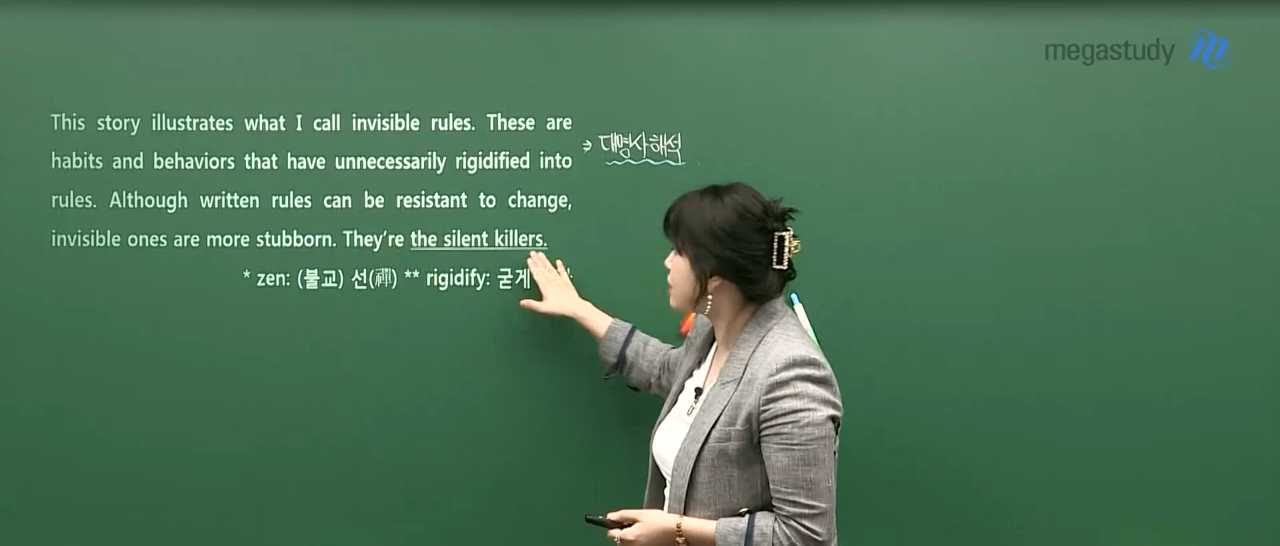 megastudy
This story illustrates what I call invisible rules. These are
⇒ 대명사 해석
habits and behaviors that have unnecessarily rigidified into
rules. Although written rules can be resistant to change,
invisible ones are more stubborn. They're the silent killers.
* zen: (불교) 선(禪) ** rigidify: 굳게